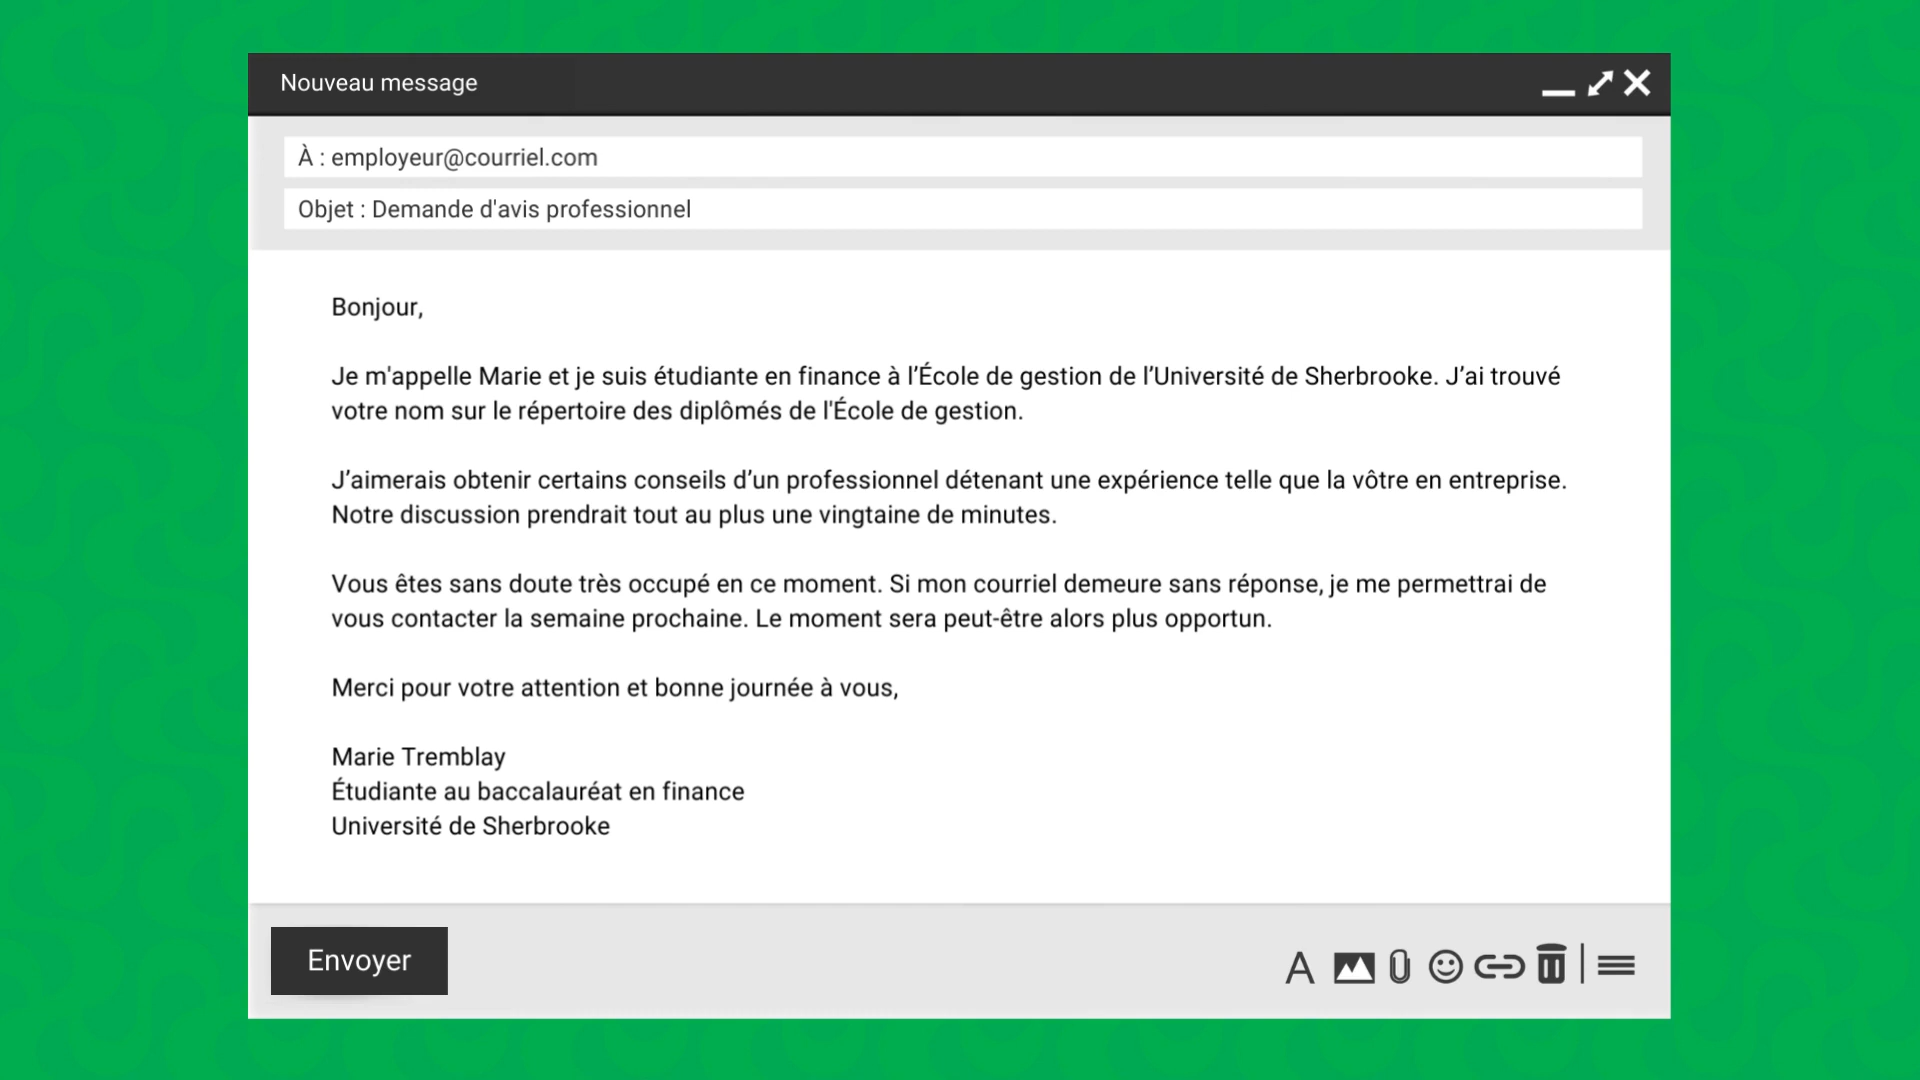 Nouveau message
À : employeur@courriel.com
Objet : Demande d'avis professionnel
Bonjour,
Je m'appelle Marie et je suis étudiante en finance à l’École de gestion de l’Université de Sherbrooke. J’ai trouvé
votre nom sur le répertoire des diplômés de l'École de gestion.
J’aimerais obtenir certains conseils d’un professionnel détenant une expérience telle que la vôtre en entreprise.
Notre discussion prendrait tout au plus une vingtaine de minutes.
Vous êtes sans doute très occupé en ce moment. Si mon courriel demeure sans réponse, je me permettrai de
vous contacter la semaine prochaine. Le moment sera peut-être alors plus opportun.
Merci pour votre attention et bonne journée à vous,
Marie Tremblay
Étudiante au baccalauréat en finance
Université de Sherbrooke
Envoyer
A